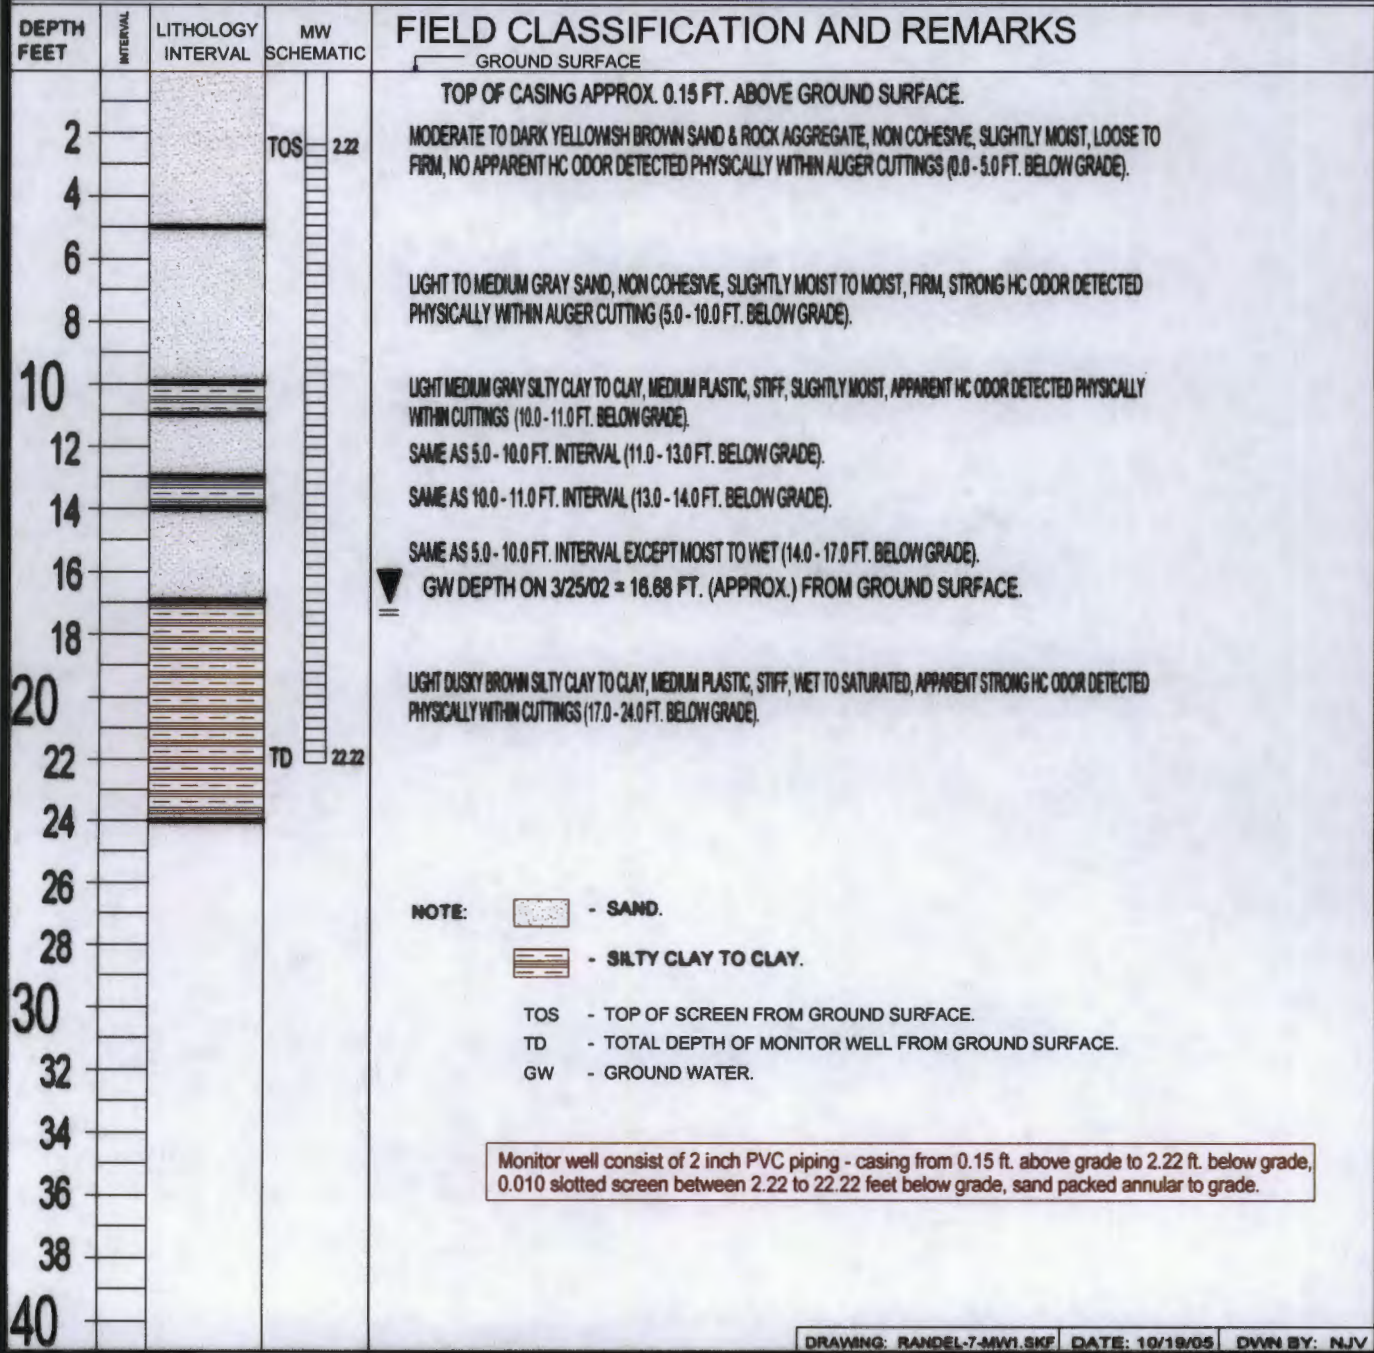 DEPTH FEET
INTERVAL
LITHOLOGY INTERVAL
MW SCHEMATIC
FIELD CLASSIFICATION AND REMARKS
GROUND SURFACE
TOP OF CASING APPROX. 0.15 FT. ABOVE GROUND SURFACE.
2
TOS
2.22
MODERATE TO DARK YELLOWISH BROWN SAND & ROCK AGGREGATE, NON COHESIVE, SLIGHTLY MOIST, LOOSE TO
FIRM, NO APPARENT HC ODOR DETECTED PHYSICALLY WITHIN AUGER CUTTINGS (0.0 - 5.0 FT. BELOW GRADE).
4
6
LIGHT TO MEDIUM GRAY SAND, NON COHESIVE, SLIGHTLY MOIST TO MOIST, FIRM, STRONG HC ODOR DETECTED
PHYSICALLY WITHIN AUGER CUTTING (5.0 - 10.0 FT. BELOW GRADE).
8
10
LIGHT MEDIUM GRAY SILTY CLAY TO CLAY, MEDIUM PLASTIC, STIFF, SLIGHTLY MOIST, APPARENT HC ODOR DETECTED PHYSICALLY
WITHIN CUTTINGS (10.0 - 11.0 FT. BELOW GRADE).
12
SAME AS 5.0 - 10.0 FT. INTERVAL (11.0 - 13.0 FT. BELOW GRADE).
SAME AS 10.0 - 11.0 FT. INTERVAL (13.0 - 14.0 FT. BELOW GRADE).
14
SAME AS 5.0 - 10.0 FT. INTERVAL EXCEPT MOIST TO WET (14.0 - 17.0 FT. BELOW GRADE).
16
GW DEPTH ON 3/25/02 = 16.68 FT. (APPROX.) FROM GROUND SURFACE.
18
20
LIGHT DUSKY BROWN SILTY CLAY TO CLAY, MEDIUM PLASTIC, STIFF, WET TO SATURATED, APPARENT STRONG HC ODOR DETECTED
PHYSICALLY WITHIN CUTTINGS (17.0 - 24.0 FT. BELOW GRADE).
22
TD
22.22
24
26
NOTE:
- SAND.
28
- SILTY CLAY TO CLAY.
30
TOS - TOP OF SCREEN FROM GROUND SURFACE.
TD - TOTAL DEPTH OF MONITOR WELL FROM GROUND SURFACE.
32
GW - GROUND WATER.
34
Monitor well consist of 2 inch PVC piping - casing from 0.15 ft. above grade to 2.22 ft. below grade,
0.010 slotted screen between 2.22 to 22.22 feet below grade, sand packed annular to grade.
36
38
40
DRAWING: RANDEL-7-MW1.SKF DATE: 10/19/05 DWN BY: NJV